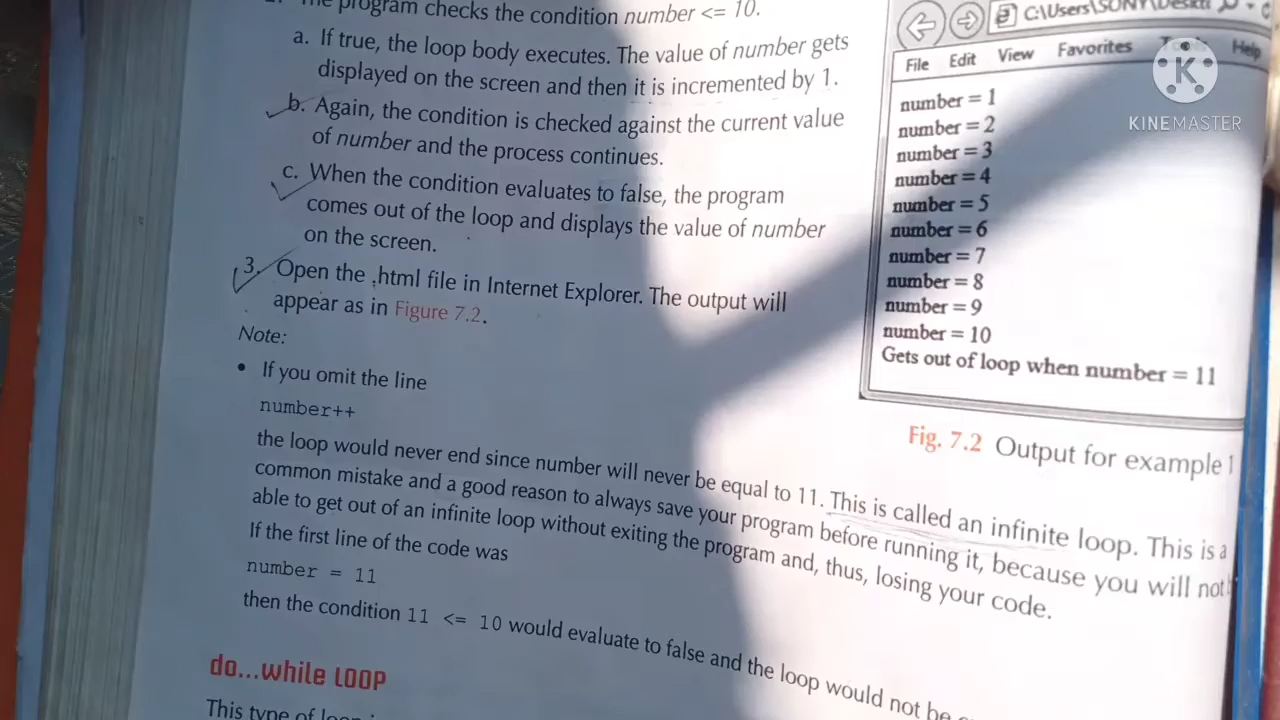 The program checks the condition number <= 10.
a. If true, the loop body executes. The value of number gets
displayed on the screen and then it is incremented by 1.
b. Again, the condition is checked against the current value
of number and the process continues.
c. When the condition evaluates to false, the program
comes out of the loop and displays the value of number
on the screen.
3. Open the .html file in Internet Explorer. The output will
appear as in Figure 7.2.
Note:
• If you omit the line
number++
the loop would never end since number will never be equal to 11. This is called an infinite loop. This is a
common mistake and a good reason to always save your program before running it, because you will not
able to get out of an infinite loop without exiting the program and, thus, losing your code.
If the first line of the code was
number = 11
then the condition 11 <= 10 would evaluate to false and the loop would not be
do...while LOOP
This type of loop
C:\Users\SONY\Deskt
File Edit View Favorites Help
number = 1
number = 2
number = 3
number = 4
number = 5
number = 6
number = 7
number = 8
number = 9
number = 10
Gets out of loop when number = 11
Fig. 7.2 Output for example 1
K
KINEMASTER